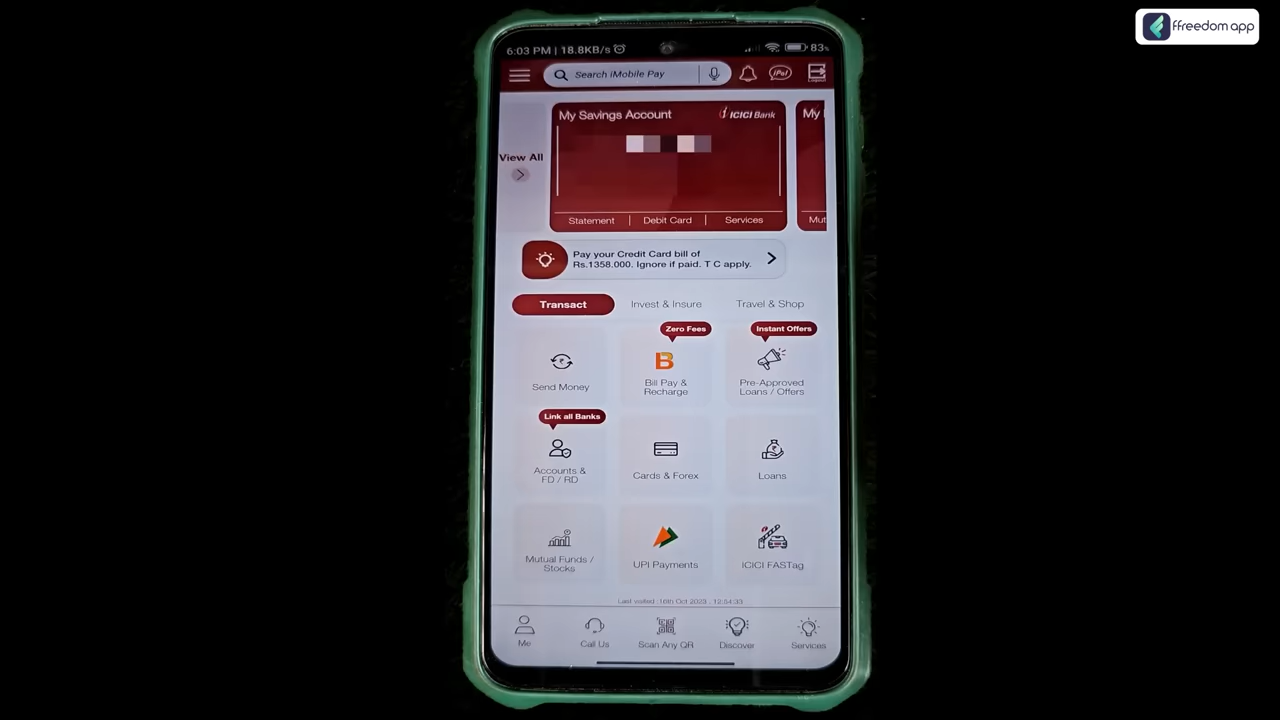 ffreedom app
6:03 PM | 18.8KB/s
83%
Search iMobile Pay
iPal
Logout
My Savings Account
ICICI Bank
My
View All
Statement | Debit Card | Services
Mut
Pay your Credit Card bill of
Rs.1358.000. Ignore if paid. T C apply.
Transact
Invest & Insure
Travel & Shop
Zero Fees
Instant Offers
Send Money
Bill Pay &
Recharge
Pre-Approved
Loans / Offers
Link all Banks
Accounts &
FD / RD
Cards & Forex
Loans
Mutual Funds /
Stocks
UPI Payments
ICICI FASTag
Last visited :16th Oct 2023 , 12:54:33
Me
Call Us
Scan Any QR
Discover
Services